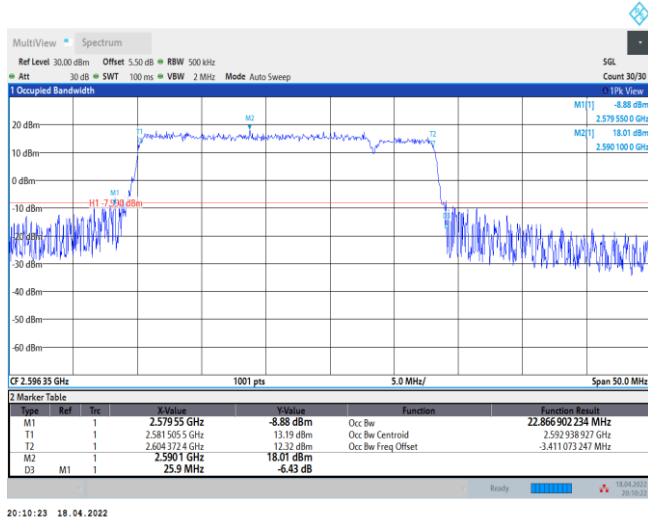 MultiView Spectrum
Ref Level 30.00 dBm Offset 5.50 dB RBW 500 kHz SGL
Att 30 dB SWT 100 ms VBW 2 MHz Mode Auto Sweep Count 30/30
1 Occupied Bandwidth 1Pk View
M1[1] -8.88 dBm
2.579 550 0 GHz
M2[1] 18.01 dBm
2.590 100 0 GHz
M2
T1
T2
20 dBm
10 dBm
0 dBm
M1
H1 -7.990 dBm
-10 dBm
-20 dBm
-30 dBm
-40 dBm
-50 dBm
-60 dBm
CF 2.596 35 GHz 1001 pts 5.0 MHz/ Span 50.0 MHz
2 Marker Table
Type Ref Trc X-Value Y-Value Function Function Result
M1 1 2.579 55 GHz -8.88 dBm Occ Bw 22.866 902 234 MHz
T1 1 2.581 505 5 GHz 13.19 dBm Occ Bw Centroid 2.592 938 927 GHz
T2 1 2.604 372 4 GHz 12.32 dBm Occ Bw Freq Offset -3.411 073 247 MHz
M2 1 2.590 1 GHz 18.01 dBm
D3 M1 1 25.9 MHz -6.43 dB
Ready 18.04.2022
20:10:22
20:10:23 18.04.2022